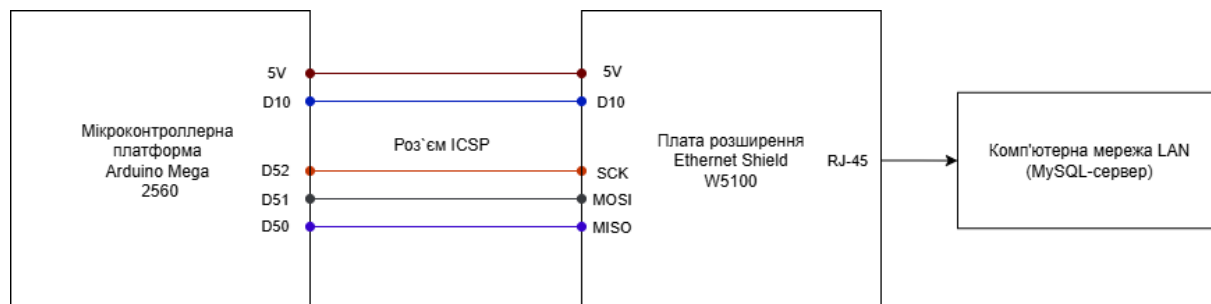 Мікроконтроллерна
платформа
Arduino Mega
2560
5V
D10
D52
D51
D50
Роз`єм ICSP
5V
D10
SCK
MOSI
MISO
Плата розширення
Ethernet Shield
W5100
RJ-45
Комп'ютерна мережа LAN
(MySQL-сервер)